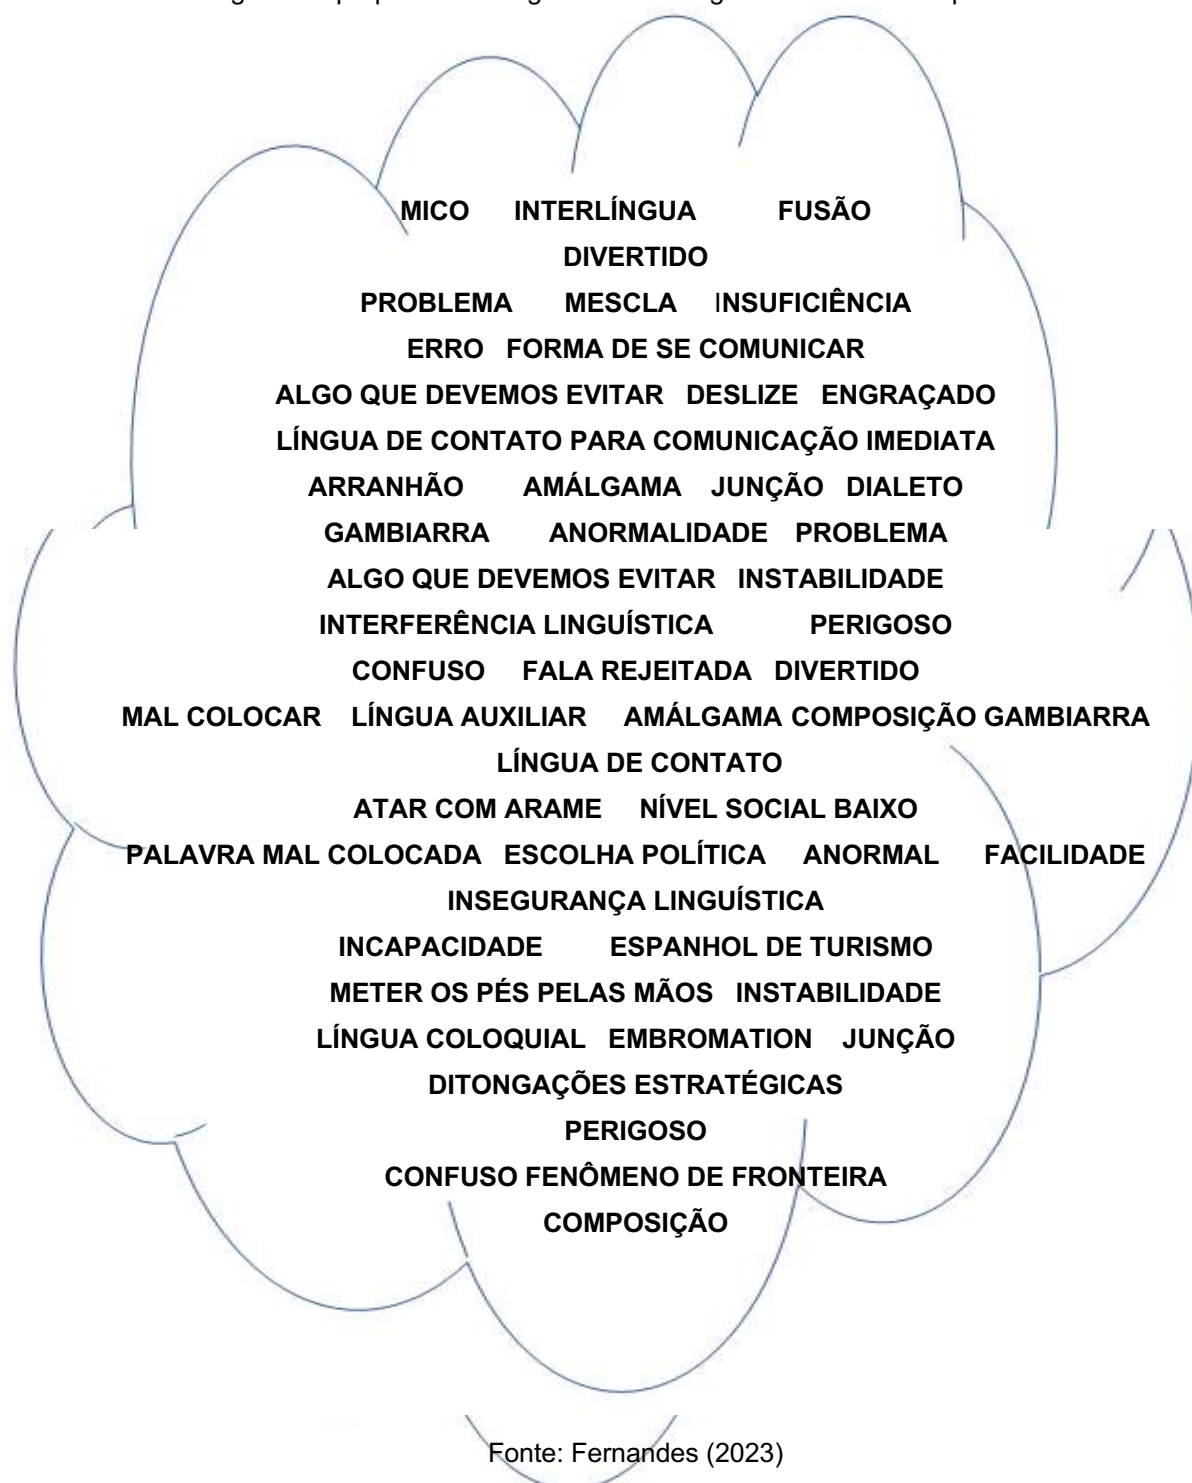 MICO INTERLÍNGUA FUSÃO
DIVERTIDO
PROBLEMA MESCLA INSUFICIÊNCIA
ERRO FORMA DE SE COMUNICAR
ALGO QUE DEVEMOS EVITAR DESLIZE ENGRAÇADO
LÍNGUA DE CONTATO PARA COMUNICAÇÃO IMEDIATA
ARRANHÃO AMÁLGAMA JUNÇÃO DIALETO
GAMBIARRA ANORMALIDADE PROBLEMA
ALGO QUE DEVEMOS EVITAR INSTABILIDADE
INTERFERÊNCIA LINGUÍSTICA PERIGOSO
CONFUSO FALA REJEITADA DIVERTIDO
MAL COLOCAR LÍNGUA AUXILIAR AMÁLGAMA COMPOSIÇÃO GAMBIARRA
LÍNGUA DE CONTATO
ATAR COM ARAME NÍVEL SOCIAL BAIXO
PALAVRA MAL COLOCADA ESCOLHA POLÍTICA ANORMAL FACILIDADE
INSEGURANÇA LINGUÍSTICA
INCAPACIDADE ESPANHOL DE TURISMO
METER OS PÉS PELAS MÃOS INSTABILIDADE
LÍNGUA COLOQUIAL EMBROMATION JUNÇÃO
DITONGAÇÕES ESTRATÉGICAS
PERIGOSO
CONFUSO FENÔMENO DE FRONTEIRA
COMPOSIÇÃO
Fonte: Fernandes (2023)